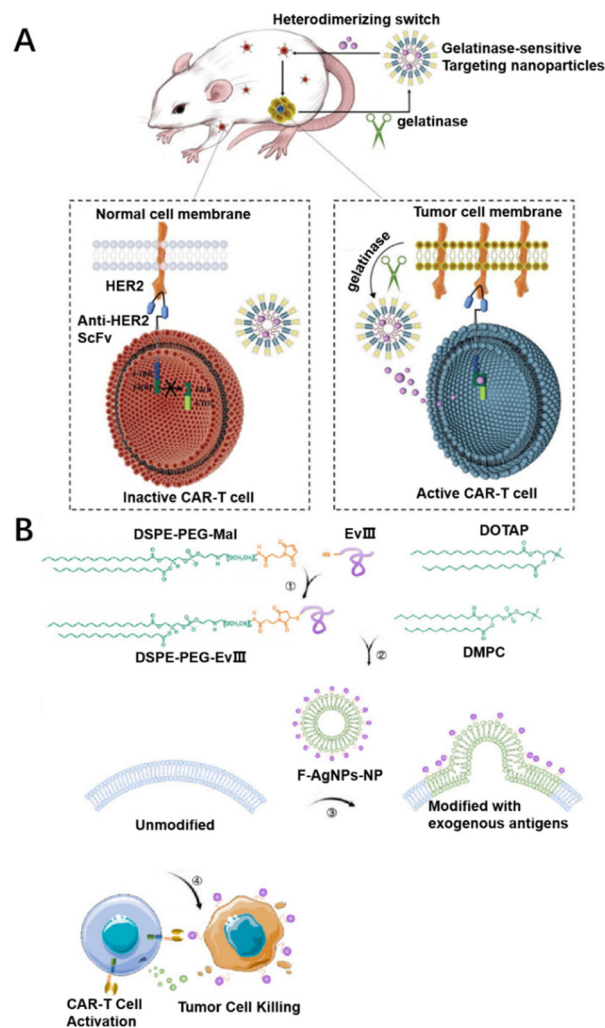 A
Heterodimerizing switch
Gelatinase-sensitive
Targeting nanoparticles
gelatinase
Normal cell membrane
HER2
Anti-HER2
ScFv
Inactive CAR-T cell
Tumor cell membrane
gelatinase
Active CAR-T cell
B
DSPE-PEG-Mal
EvⅢ
DOTAP
HS
①
DSPE-PEG-EvⅢ
DMPC
②
F-AgNPs-NP
Unmodified
③
Modified with
exogenous antigens
④
CAR-T Cell
Activation
Tumor Cell Killing